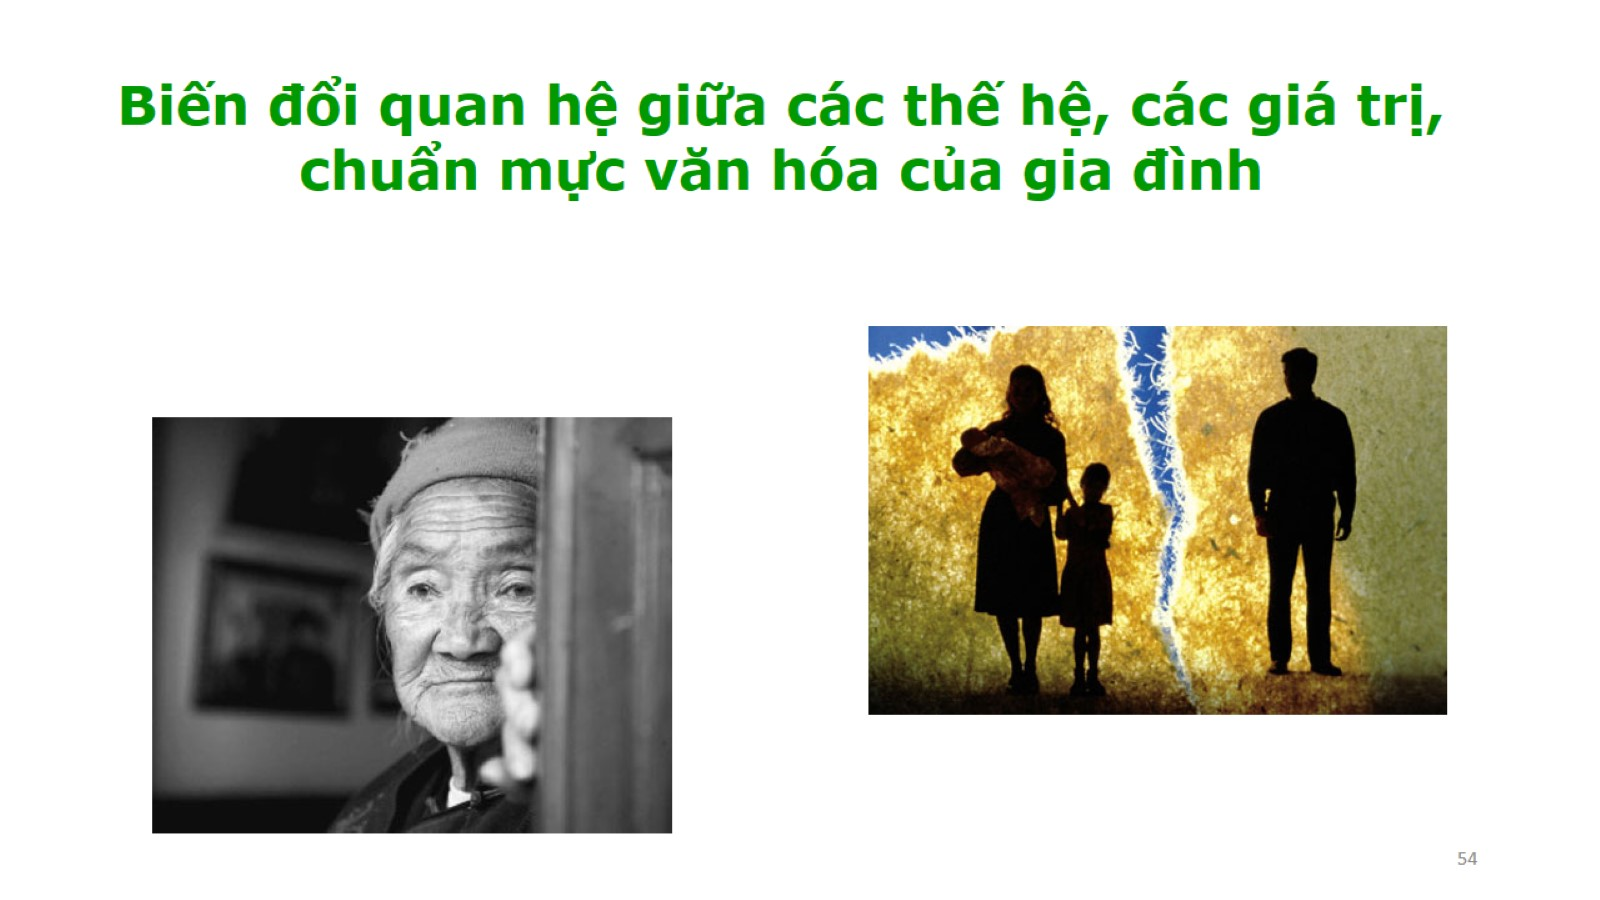 Biến đổi quan hệ giữa các thế hệ, các giá trị,
chuẩn mực văn hóa của gia đình
54